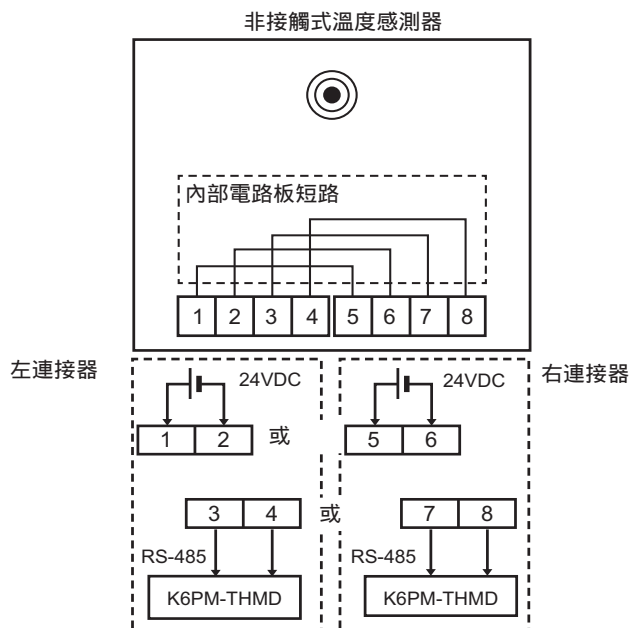 非接觸式溫度感測器
內部電路板短路
1 2 3 4 5 6 7 8
左連接器
24VDC
1 2
或
24VDC
5 6
右連接器
3 4
或
7 8
RS-485
RS-485
K6PM-THMD
K6PM-THMD